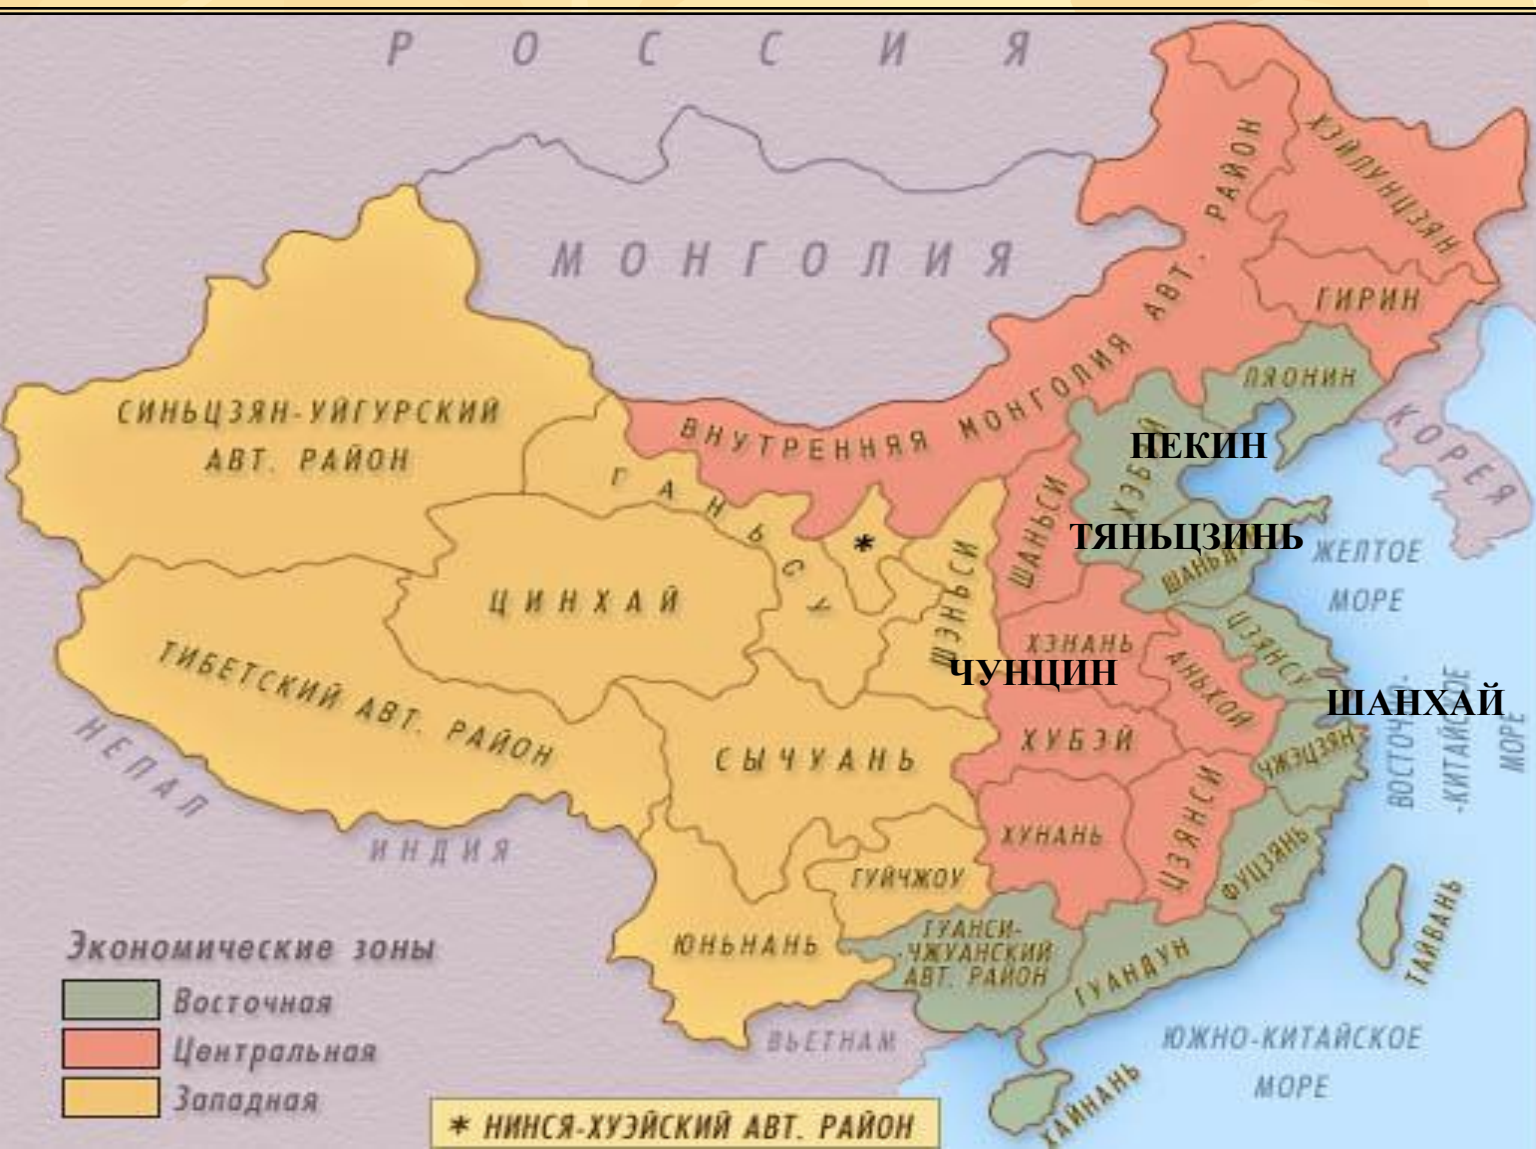 РОССИЯ
МОНГОЛИЯ
ХЭЙЛУНЦЗЯН
ВНУТРЕННЯЯ МОНГОЛИЯ АВТ. РАЙОН
ГИРИН
ЛЯОНИН
СИНЬЦЗЯН-УЙГУРСКИЙ
АВТ. РАЙОН
КОРЕЯ
ПЕКИН
ХЭБЭЙ
ГАНЬСУ
ШАНЬСИ
ТЯНЬЦЗИНЬ
*
ШАНЬДУН
ЖЕЛТОЕ
МОРЕ
ЦИНХАЙ
ШЭНЬСИ
ХЭНАНЬ
ЦЗЯНСУ
ТИБЕТСКИЙ АВТ. РАЙОН
ЧУНЦИН
АНЬХОЙ
ШАНХАЙ
ВОСТОЧНО-
-КИТАЙСКОЕ
МОРЕ
НЕПАЛ
СЫЧУАНЬ
ХУБЭЙ
ЧЖЭЦЗЯН
ИНДИЯ
ХУНАНЬ
ЦЗЯНСИ
ФУЦЗЯНЬ
ГУЙЧЖОУ
ТАЙВАНЬ
ЮНЬНАНЬ
ГУАНСИ-
-ЧЖУАНСКИЙ
АВТ. РАЙОН
ГУАНДУН
Экономические зоны
Восточная
Центральная
Западная
ВЬЕТНАМ
ЮЖНО-КИТАЙСКОЕ
МОРЕ
ХАЙНАНЬ
* НИНСЯ-ХУЭЙСКИЙ АВТ. РАЙОН